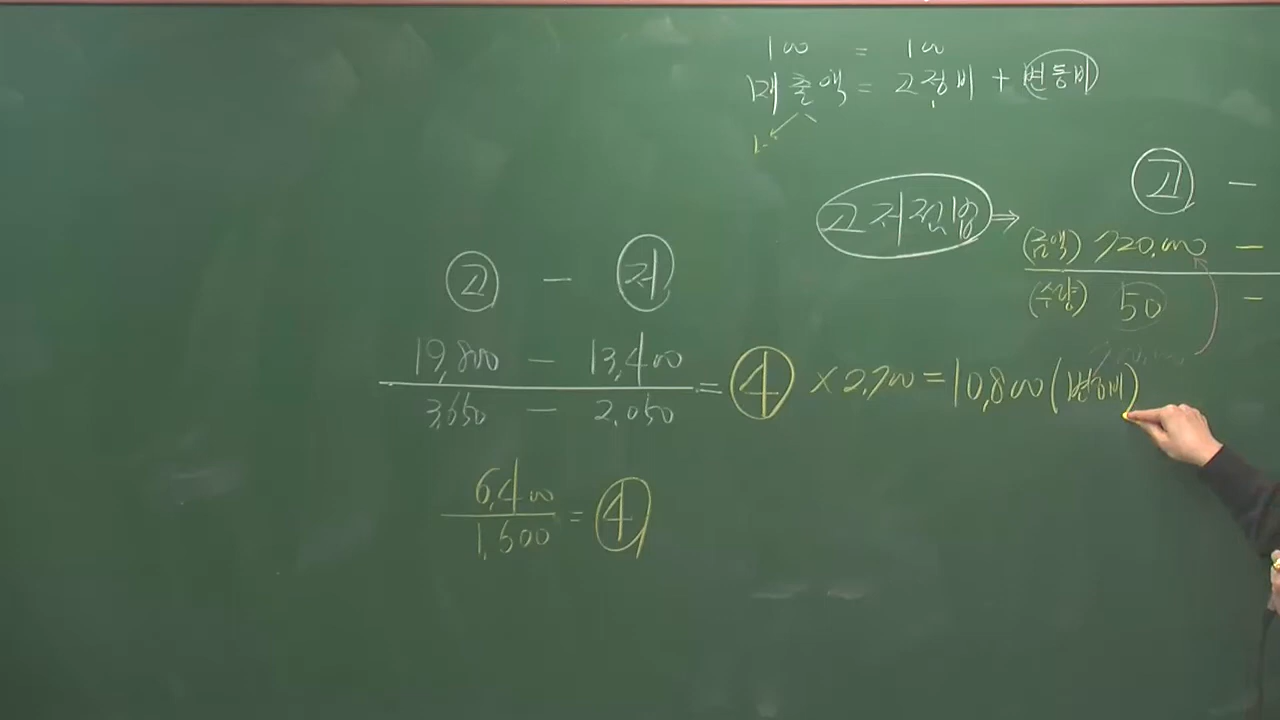 100 = 100
매출액 = 고정비 + 변동비
고저점법 →
고 -
(금액) 720,000 -
(수량) 50 -
고 - 저
19,800 - 13,400
3,650 - 2,050
= 4 × 2,700 = 10,800 (변동비)
6,400
1,600
= 4